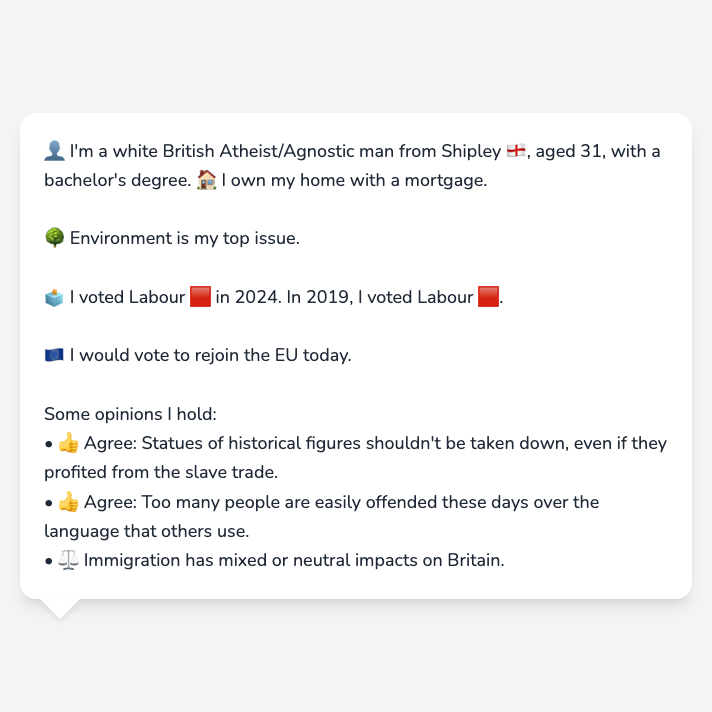 👤 I'm a white British Atheist/Agnostic man from Shipley 🏴󠁧󠁢󠁥󠁮󠁧󠁿, aged 31, with a
bachelor's degree. 🏠 I own my home with a mortgage.
🌳 Environment is my top issue.
🗳️ I voted Labour 🟥 in 2024. In 2019, I voted Labour 🟥.
🇪🇺 I would vote to rejoin the EU today.
Some opinions I hold:
• 👍 Agree: Statues of historical figures shouldn't be taken down, even if they
profited from the slave trade.
• 👍 Agree: Too many people are easily offended these days over the
language that others use.
• ⚖️ Immigration has mixed or neutral impacts on Britain.